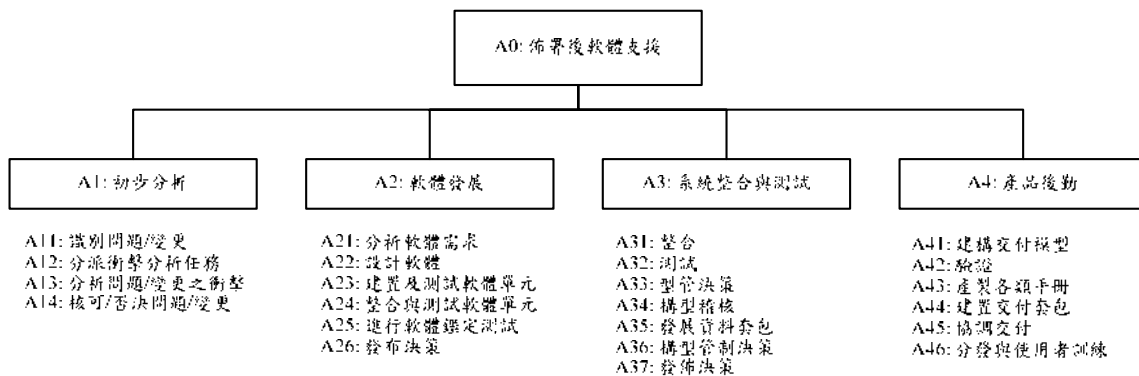 A0: 佈署後軟體支援
A1: 初步分析
A11: 識別問題/變更
A12: 分派衝擊分析任務
A13: 分析問題/變更之衝擊
A14: 核可/否決問題/變更
A2: 軟體發展
A21: 分析軟體需求
A22: 設計軟體
A23: 建置及測試軟體單元
A24: 整合與測試軟體單元
A25: 進行軟體鑑定測試
A26: 發布決策
A3: 系統整合與測試
A31: 整合
A32: 測試
A33: 型管決策
A34: 構型稽核
A35: 發展資料套包
A36: 構型管制決策
A37: 發佈決策
A4: 產品後勤
A41: 建構交付模型
A42: 驗證
A43: 產製各類手冊
A44: 建置交付套包
A45: 協調交付
A46: 分發與使用者訓練